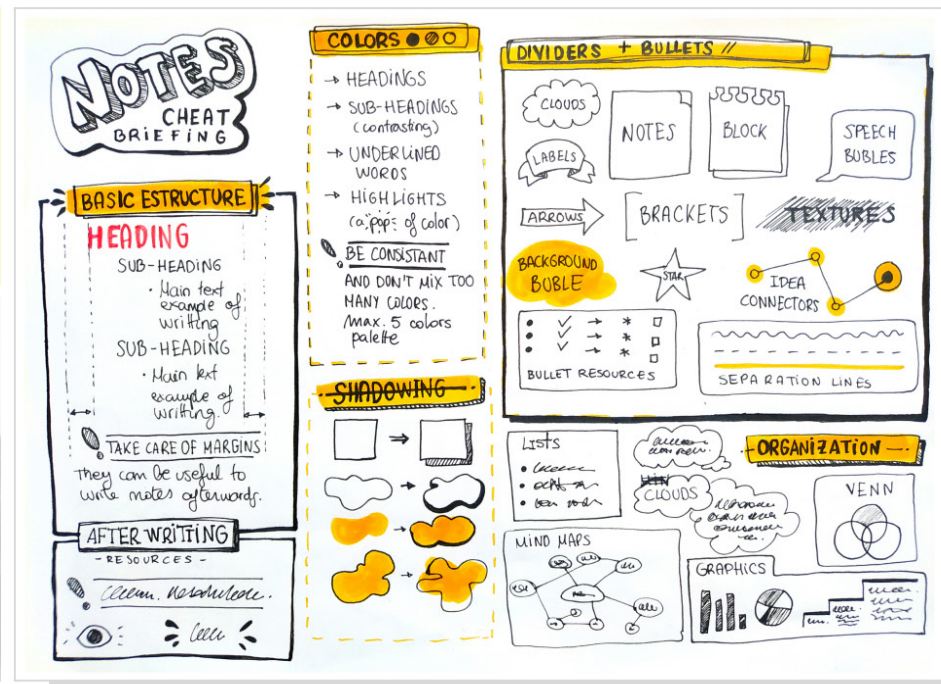 NOTES
CHEAT
BRIEFING
BASIC ESTRUCTURE
HEADING
SUB-HEADING
• Main text
example of
writting
SUB-HEADING
• Main text
example of
writting.
TAKE CARE OF MARGINS
They can be useful to
write notes afterwards.
AFTER WRITTING
- RESOURCES -
COLORS
→ HEADINGS
→ SUB-HEADINGS
(contrasting)
→ UNDERLINED
WORDS
→ HIGHLIGHTS
(a "pop" of color)
BE CONSISTANT
AND DON'T MIX TOO
MANY COLORS.
Max. 5 colors
palette
SHADOWING
DIVIDERS + BULLETS //
CLOUDS
NOTES
BLOCK
SPEECH
BUBLES
LABELS
ARROWS
BRACKETS
TEXTURES
BACKGROUND
BUBLE
STAR
IDEA
CONNECTORS
BULLET RESOURCES
SEPARATION LINES
ORGANIZATION
LISTS
CLOUDS
VENN
MIND MAPS
GRAPHICS